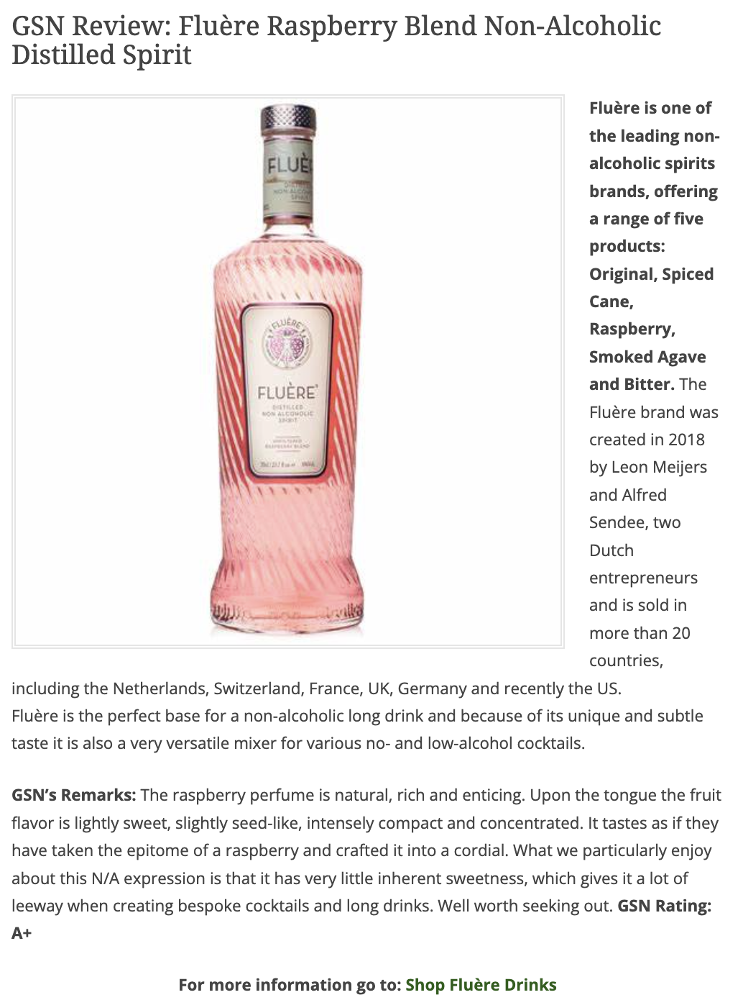 GSN Review: Fluère Raspberry Blend Non-Alcoholic
Distilled Spirit
FLUÈ
DISTILLED
NON ALCO
SPIRIT
FLUÈRE
FLUÈRE
DISTILLED
NON ALCOHOLIC
SPIRIT
RASPBERRY BLEND
Fluère is one of
the leading non-
alcoholic spirits
brands, offering
a range of five
products:
Original, Spiced
Cane,
Raspberry,
Smoked Agave
and Bitter. The
Fluère brand was
created in 2018
by Leon Meijers
and Alfred
Sendee, two
Dutch
entrepreneurs
and is sold in
more than 20
countries,
including the Netherlands, Switzerland, France, UK, Germany and recently the US.
Fluère is the perfect base for a non-alcoholic long drink and because of its unique and subtle
taste it is also a very versatile mixer for various no- and low-alcohol cocktails.
GSN’s Remarks: The raspberry perfume is natural, rich and enticing. Upon the tongue the fruit
flavor is lightly sweet, slightly seed-like, intensely compact and concentrated. It tastes as if they
have taken the epitome of a raspberry and crafted it into a cordial. What we particularly enjoy
about this N/A expression is that it has very little inherent sweetness, which gives it a lot of
leeway when creating bespoke cocktails and long drinks. Well worth seeking out. GSN Rating:
A+
For more information go to: Shop Fluère Drinks